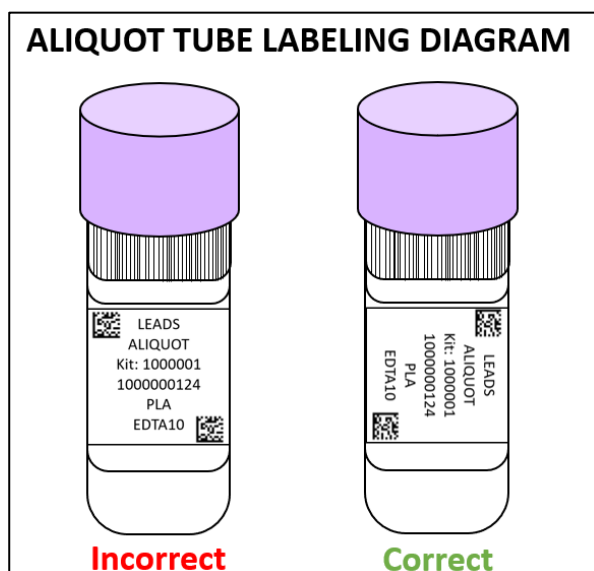 ALIQUOT TUBE LABELING DIAGRAM
LEADS
ALIQUOT
Kit: 1000001
1000000124
PLA
EDTA10
Incorrect
LEADS
ALIQUOT
Kit: 1000001
1000000124
PLA
EDTA10
Correct